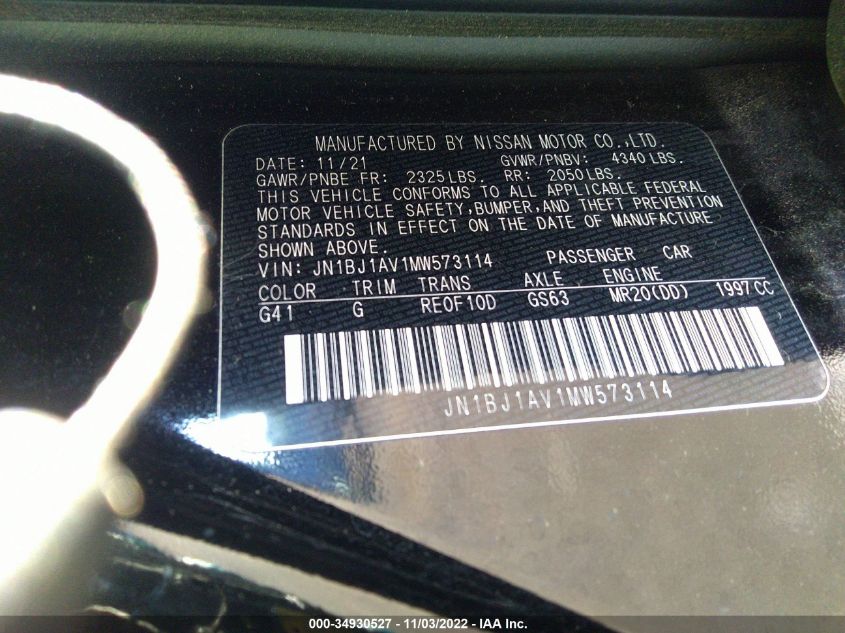 MANUFACTURED BY NISSAN MOTOR CO.,LTD.
DATE: 11/21 GVWR/PNBV: 4340 LBS.
GAWR/PNBE FR: 2325 LBS. RR: 2050 LBS.
THIS VEHICLE CONFORMS TO ALL APPLICABLE FEDERAL
MOTOR VEHICLE SAFETY,BUMPER,AND THEFT PREVENTION
STANDARDS IN EFFECT ON THE DATE OF MANUFACTURE
SHOWN ABOVE.
VIN: JN1BJ1AV1MW573114 PASSENGER CAR
COLOR TRIM TRANS AXLE ENGINE
G41 G RE0F10D GS63 MR20(DD) 1997 CC
JN1BJ1AV1MW573114
000-34930527 - 11/03/2022 - IAA Inc.